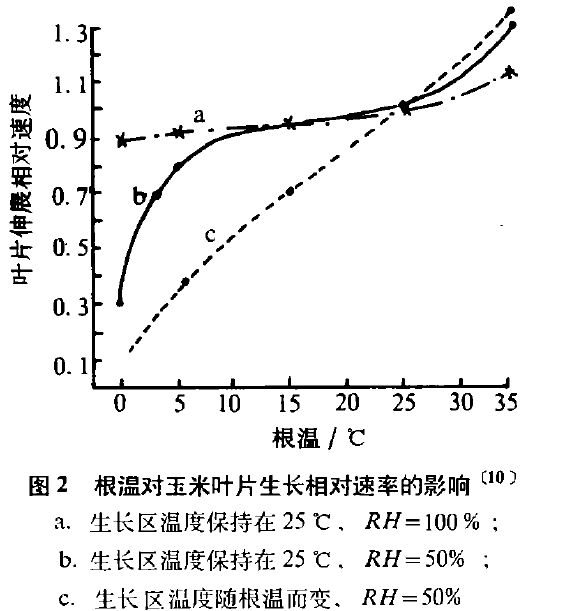 1.3
1.1
0.9
0.7
0.5
0.3
0.1
叶片伸展相对速度
a
b
c
0 5 10 15 20 25 30 35
根温 / ℃
图2 根温对玉米叶片生长相对速率的影响〔10〕
a. 生长区温度保持在25℃、RH=100%；
b. 生长区温度保持在25℃、RH=50%；
c. 生长区温度随根温而变、RH=50%